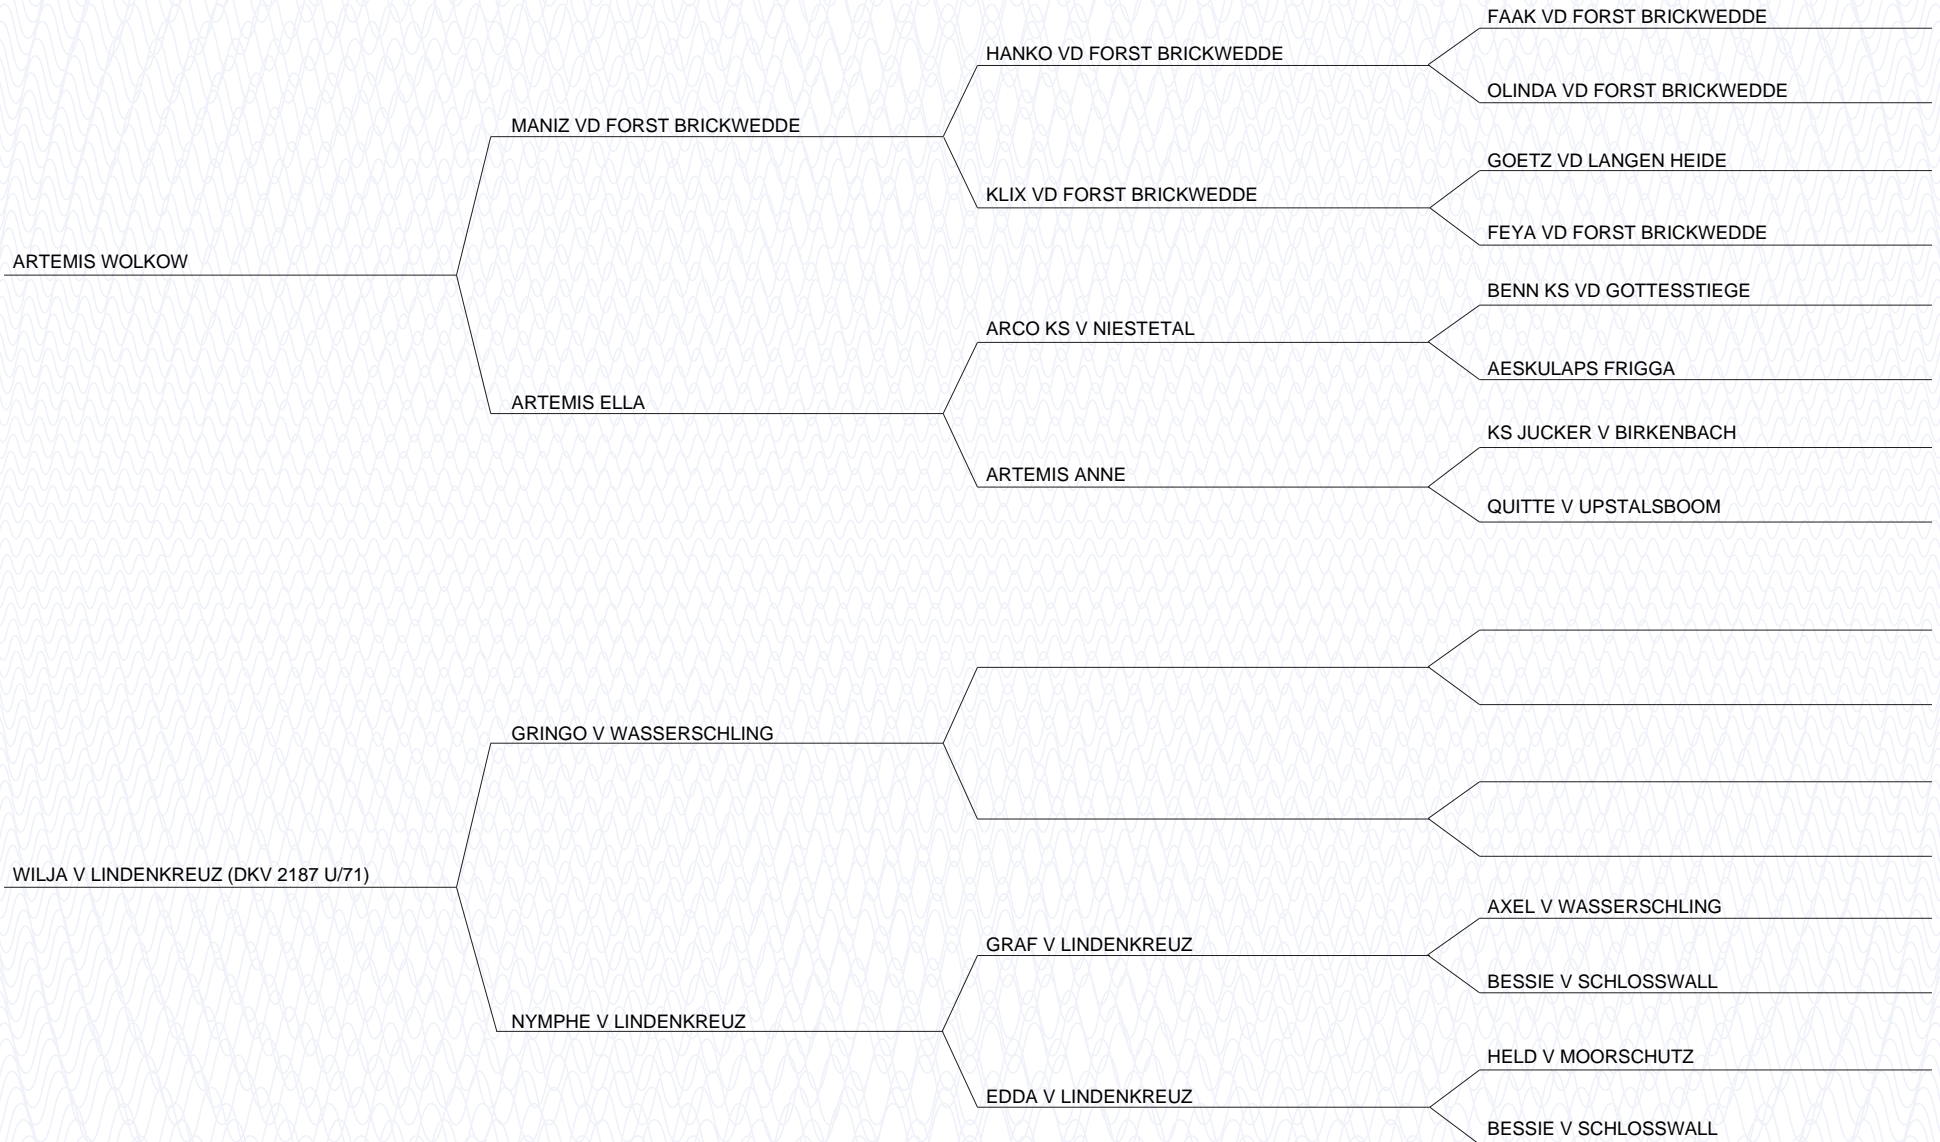 FAAK VD FORST BRICKWEDDE
HANKO VD FORST BRICKWEDDE
OLINDA VD FORST BRICKWEDDE
MANIZ VD FORST BRICKWEDDE
GOETZ VD LANGEN HEIDE
KLIX VD FORST BRICKWEDDE
FEYA VD FORST BRICKWEDDE
ARTEMIS WOLKOW
BENN KS VD GOTTESSTIEGE
ARCO KS V NIESTETAL
AESKULAPS FRIGGA
ARTEMIS ELLA
KS JUCKER V BIRKENBACH
ARTEMIS ANNE
QUITTE V UPSTALSBOOM
GRINGO V WASSERSCHLING
WILJA V LINDENKREUZ (DKV 2187 U/71)
AXEL V WASSERSCHLING
GRAF V LINDENKREUZ
BESSIE V SCHLOSSWALL
NYMPHE V LINDENKREUZ
HELD V MOORSCHUTZ
EDDA V LINDENKREUZ
BESSIE V SCHLOSSWALL